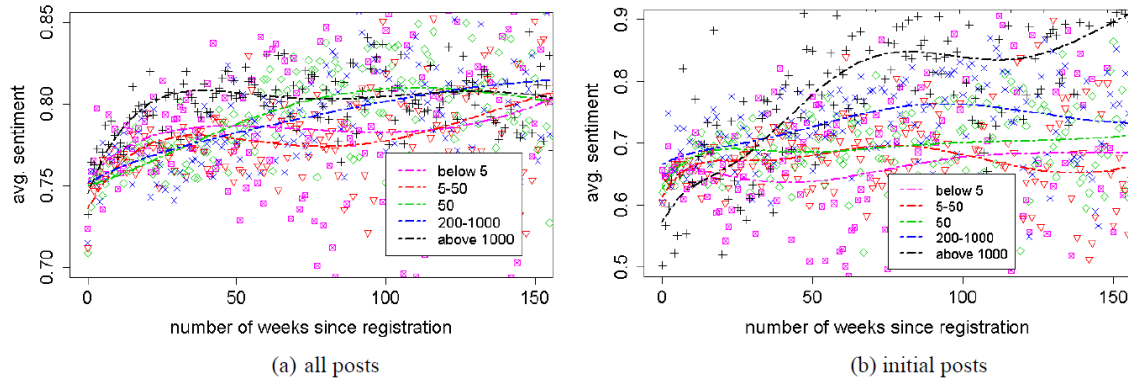 0.85
0.80
0.75
0.70
avg. sentiment
below 5
5-50
50
200-1000
above 1000
0 50 100 150
number of weeks since registration
(a) all posts
0.9
0.8
0.7
0.6
0.5
avg. sentiment
below 5
5-50
50
200-1000
above 1000
0 50 100 150
number of weeks since registration
(b) initial posts